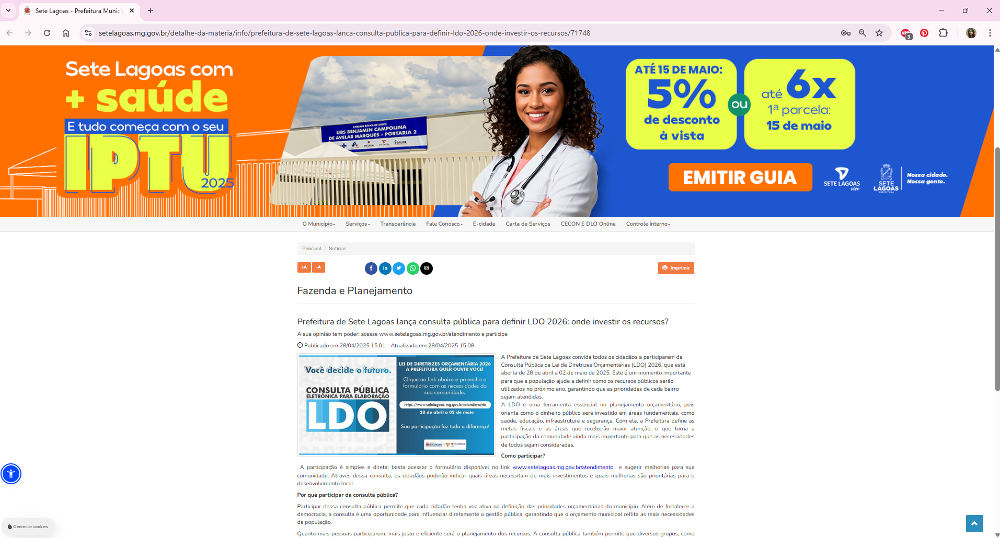 Sete Lagoas - Prefeitura Munici
setelagoas.mg.gov.br/detalhe-da-materia/info/prefeitura-de-sete-lagoas-lanca-consulta-publica-para-definir-ldo-2026-onde-investir-os-recursos/71748
3
Sete Lagoas com
+ saúde
E tudo começa com o seu
IPTU
2025
UNIDADE BÁSICA DE SAÚDE
UBS BENJAMIN CAMPOLINA
DE AVELAR MARQUES - PORTARIA 2
ATÉ 15 DE MAIO:
5%
de desconto
à vista
ou
até 6x
1ª parcela:
15 de maio
EMITIR GUIA
SETE LAGOAS
vive
SETE
LAGOAS
PREFEITURA
Nossa cidade.
Nossa gente.
O Município Serviços Transparência Fale Conosco E-cidade Carta de Serviços CECON E DLO Online Controle Interno
Principal / Notícias
+A -A Imprimir
Fazenda e Planejamento
Prefeitura de Sete Lagoas lança consulta pública para definir LDO 2026: onde investir os recursos?
A sua opinião tem poder: acesse www.setelagoas.mg.gov.br/atendimento e participe
Publicado em 28/04/2025 15:01 - Atualizado em 28/04/2025 15:08
PARTICIPE
Você decide o futuro.
CONSULTA PÚBLICA
ELETRÔNICA PARA ELABORAÇÃO
LDO
LEI DE DIRETRIZES ORÇAMENTÁRIA 2026
A PREFEITURA QUER OUVIR VOCÊ!
Clique no link abaixo e preencha o
formulário com as necessidades da
sua comunidade.
https://www.setelagoas.mg.gov.br/atendimento
28 de abril a 02 de maio
Sua participação faz toda a diferença!
SETE LAGOAS
SETE LAGOAS
A Prefeitura de Sete Lagoas convida todos os cidadãos a participarem da
Consulta Pública da Lei de Diretrizes Orçamentárias (LDO) 2026, que está
aberta de 28 de abril a 02 de maio de 2025. Este é um momento importante
para que a população ajude a definir como os recursos públicos serão
utilizados no próximo ano, garantindo que as prioridades de cada bairro
sejam atendidas.
A LDO é uma ferramenta essencial no planejamento orçamentário, pois
orienta como o dinheiro público será investido em áreas fundamentais, como
saúde, educação, infraestrutura e segurança. Com ela, a Prefeitura define as
metas fiscais e as áreas que receberão maior atenção, o que torna a
participação da comunidade ainda mais importante para que as necessidades
de todos sejam consideradas.
Como participar?
A participação é simples e direta: basta acessar o formulário disponível no link www.setelagoas.mg.gov.br/atendimento e sugerir melhorias para sua
comunidade. Através dessa consulta, os cidadãos poderão indicar quais áreas necessitam de mais investimentos e quais melhorias são prioritárias para o
desenvolvimento local.
Por que participar da consulta pública?
Participar dessa consulta pública permite que cada cidadão tenha voz ativa na definição das prioridades orçamentárias do município. Além de fortalecer a
democracia, a consulta é uma oportunidade para influenciar diretamente a gestão pública, garantindo que o orçamento municipal reflita as reais necessidades
da população.
Quanto mais pessoas participarem, mais justo e eficiente será o planejamento dos recursos. A consulta pública também permite que diversos grupos, como
Gerenciar cookies